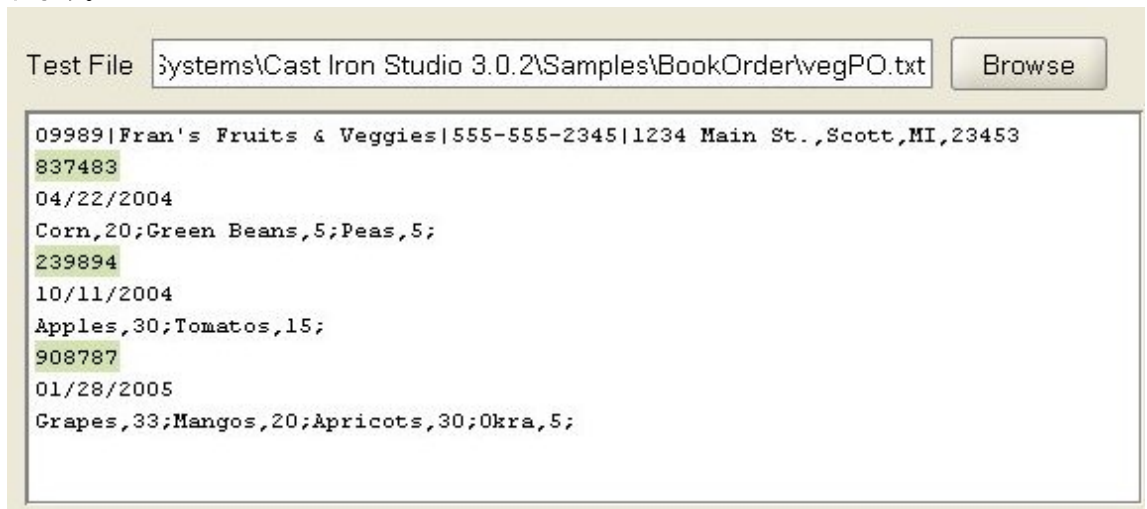 Test File Systems\Cast Iron Studio 3.0.2\Samples\BookOrder\vegPO.txt Browse
09989|Fran's Fruits & Veggies|555-555-2345|1234 Main St.,Scott,MI,23453
837483
04/22/2004
Corn,20;Green Beans,5;Peas,5;
239894
10/11/2004
Apples,30;Tomatos,15;
908787
01/28/2005
Grapes,33;Mangos,20;Apricots,30;Okra,5;